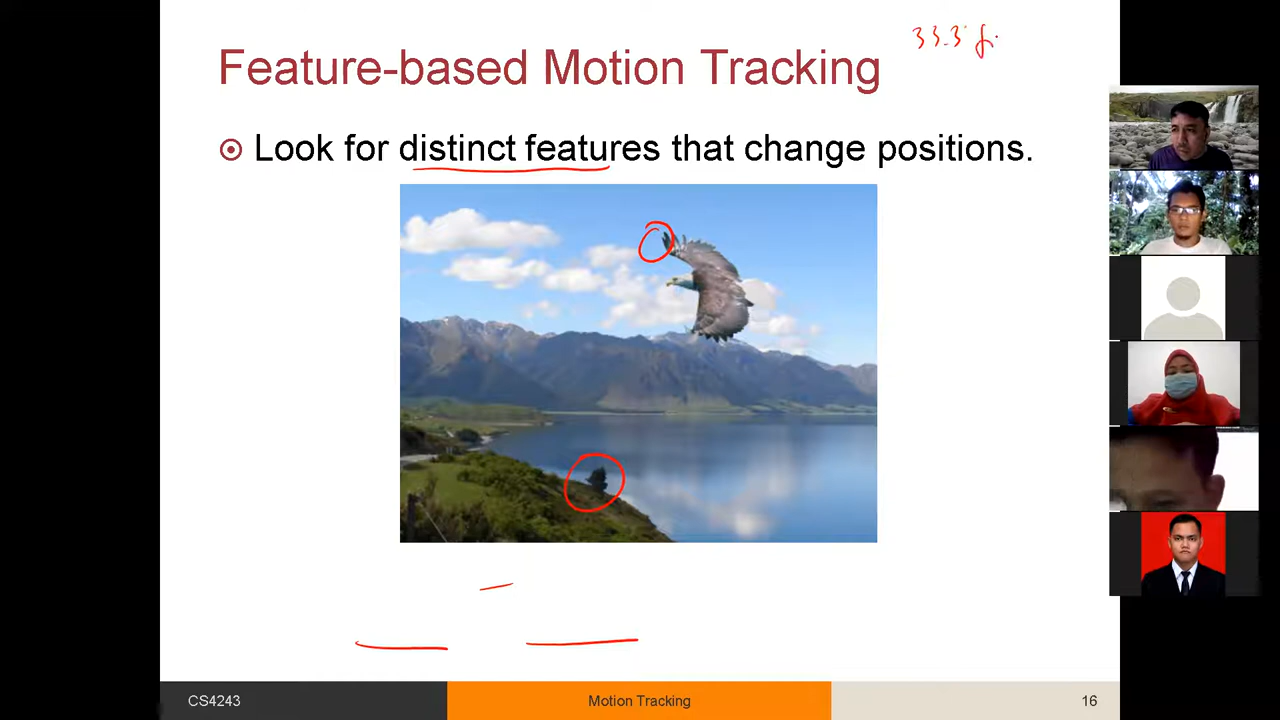 33.3 f
Feature-based Motion Tracking
Look for distinct features that change positions.
CS4243
Motion Tracking
16